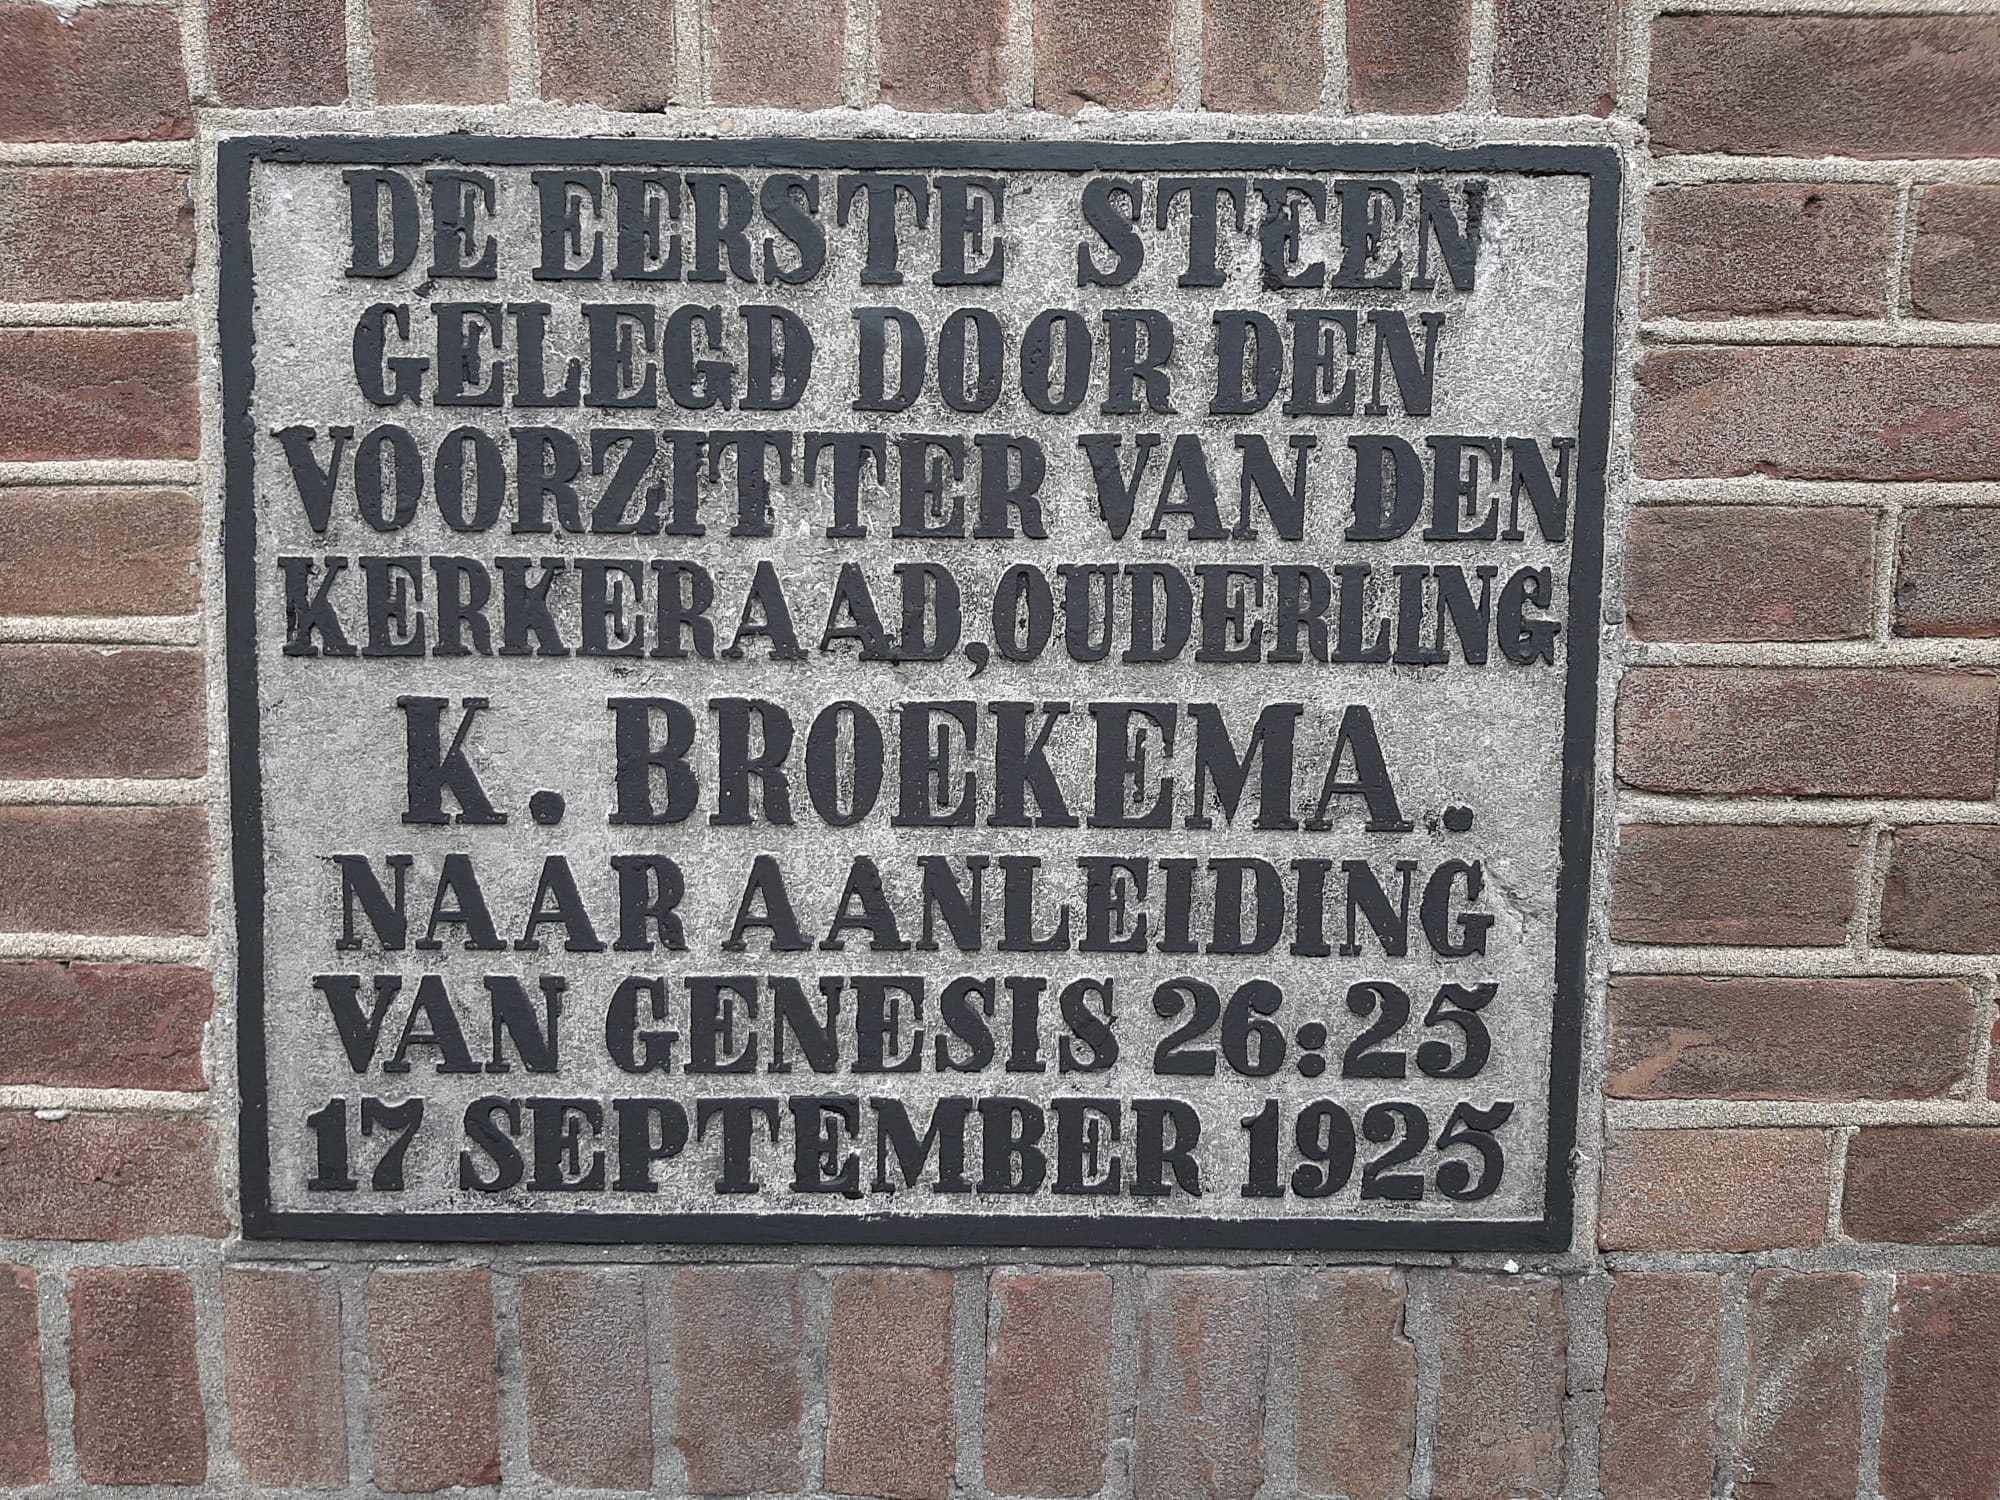 DE EERSTE STEEN
GELEGD DOOR DEN
VOORZITTER VAN DEN
KERKERAAD, OUDERLING
K. BROEKEMA.
NAAR AANLEIDING
VAN GENESIS 26:25
17 SEPTEMBER 1925